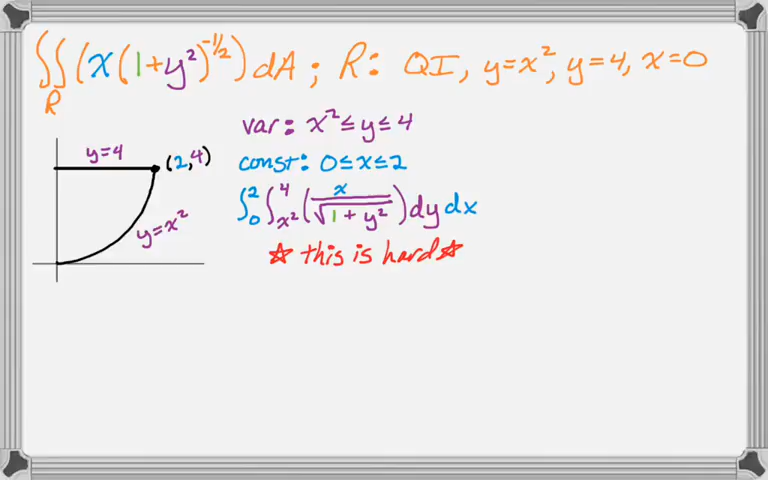 ∬_R (x(1+y²)^(-1/2)) dA ; R: QI, y=x², y=4, x=0
var: x² ≤ y ≤ 4
y=4
(2,4)
const: 0 ≤ x ≤ 2
∫_0^2 ∫_{x²}^4 (x/√(1+y²)) dy dx
y=x²
☆ this is hard ☆